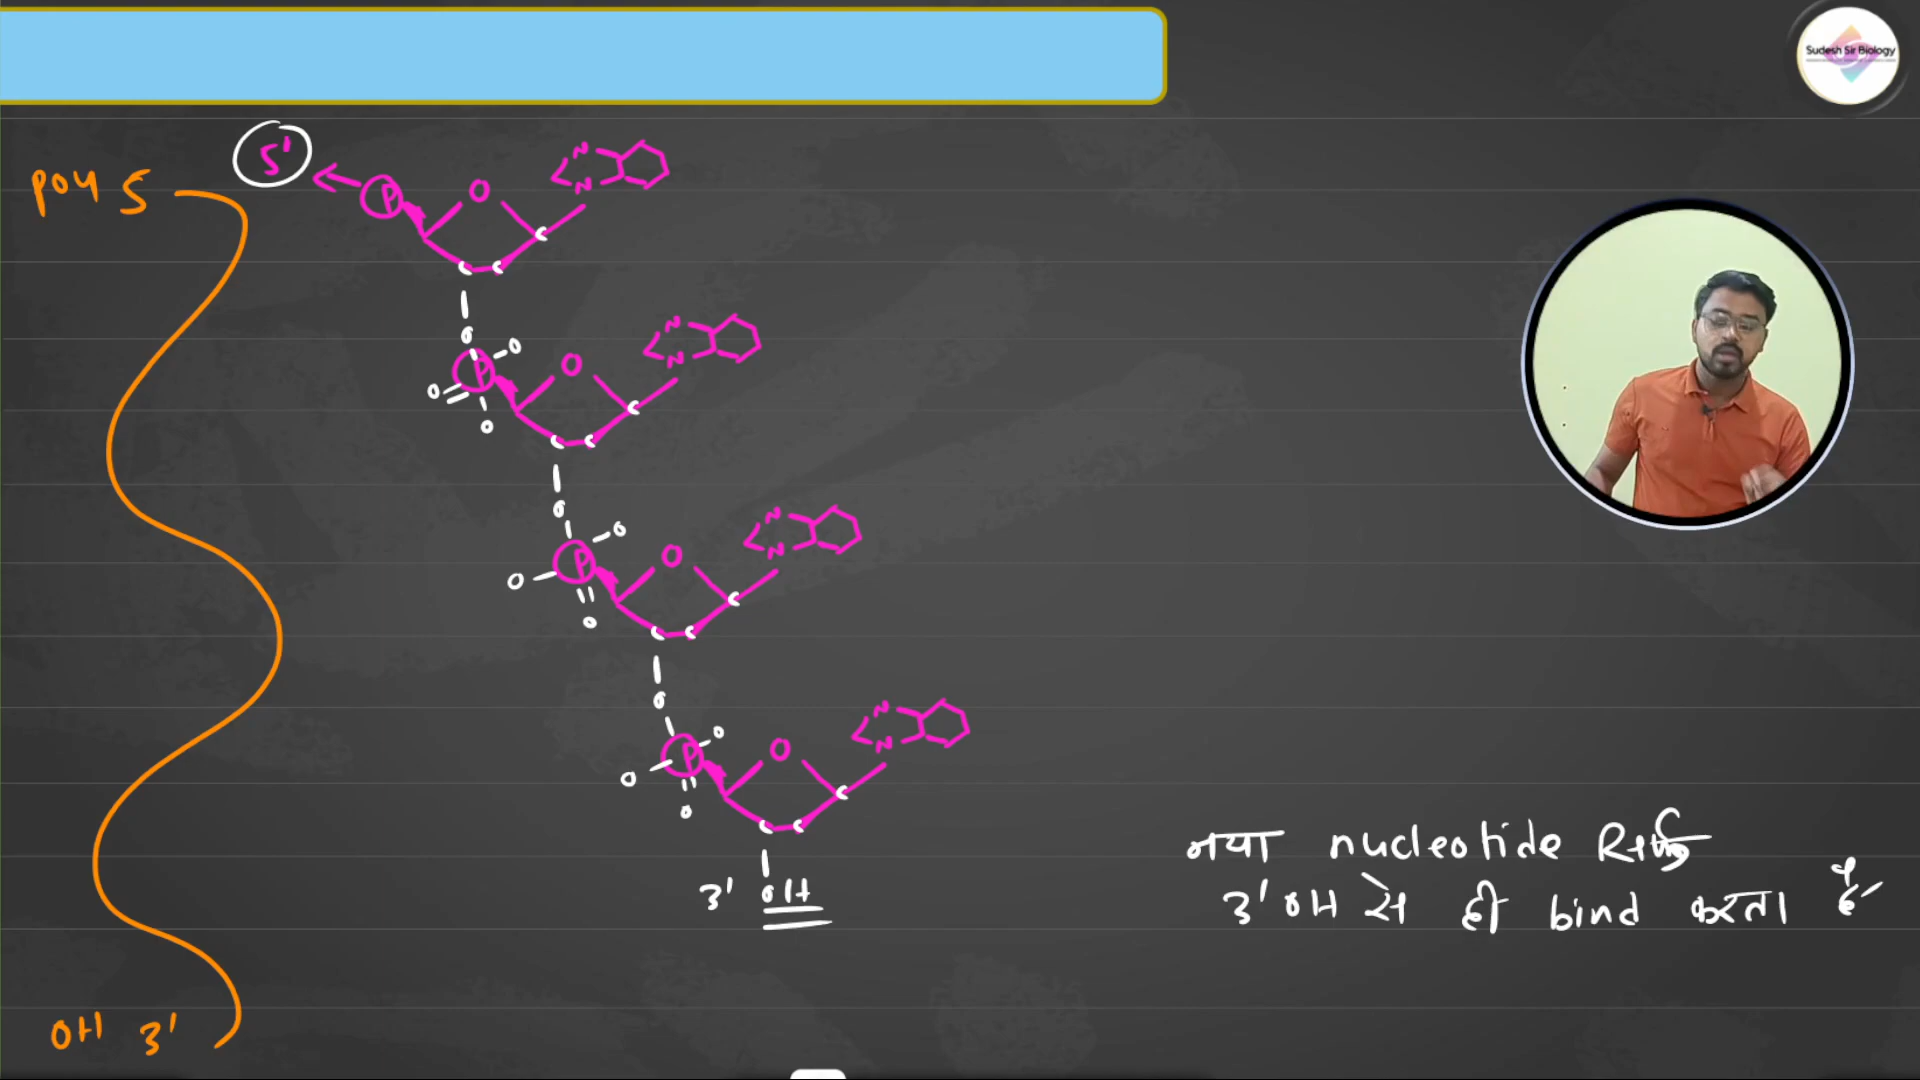 Sudesh Sir Biology
5'
PO4 5
P O N N
O
P O O N N
O O
O
P O O N N
O O
O
P O O N N
O O
नया nucleotide
3' OH
3' OH से ही bind करता है
OH 3'